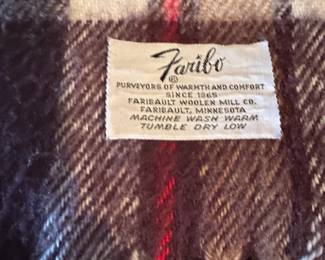 Faribo
®
PURVEYORS OF WARMTH AND COMFORT
SINCE 1865
FARIBAULT WOOLEN MILL CO.
FARIBAULT, MINNESOTA
MACHINE WASH WARM
TUMBLE DRY LOW